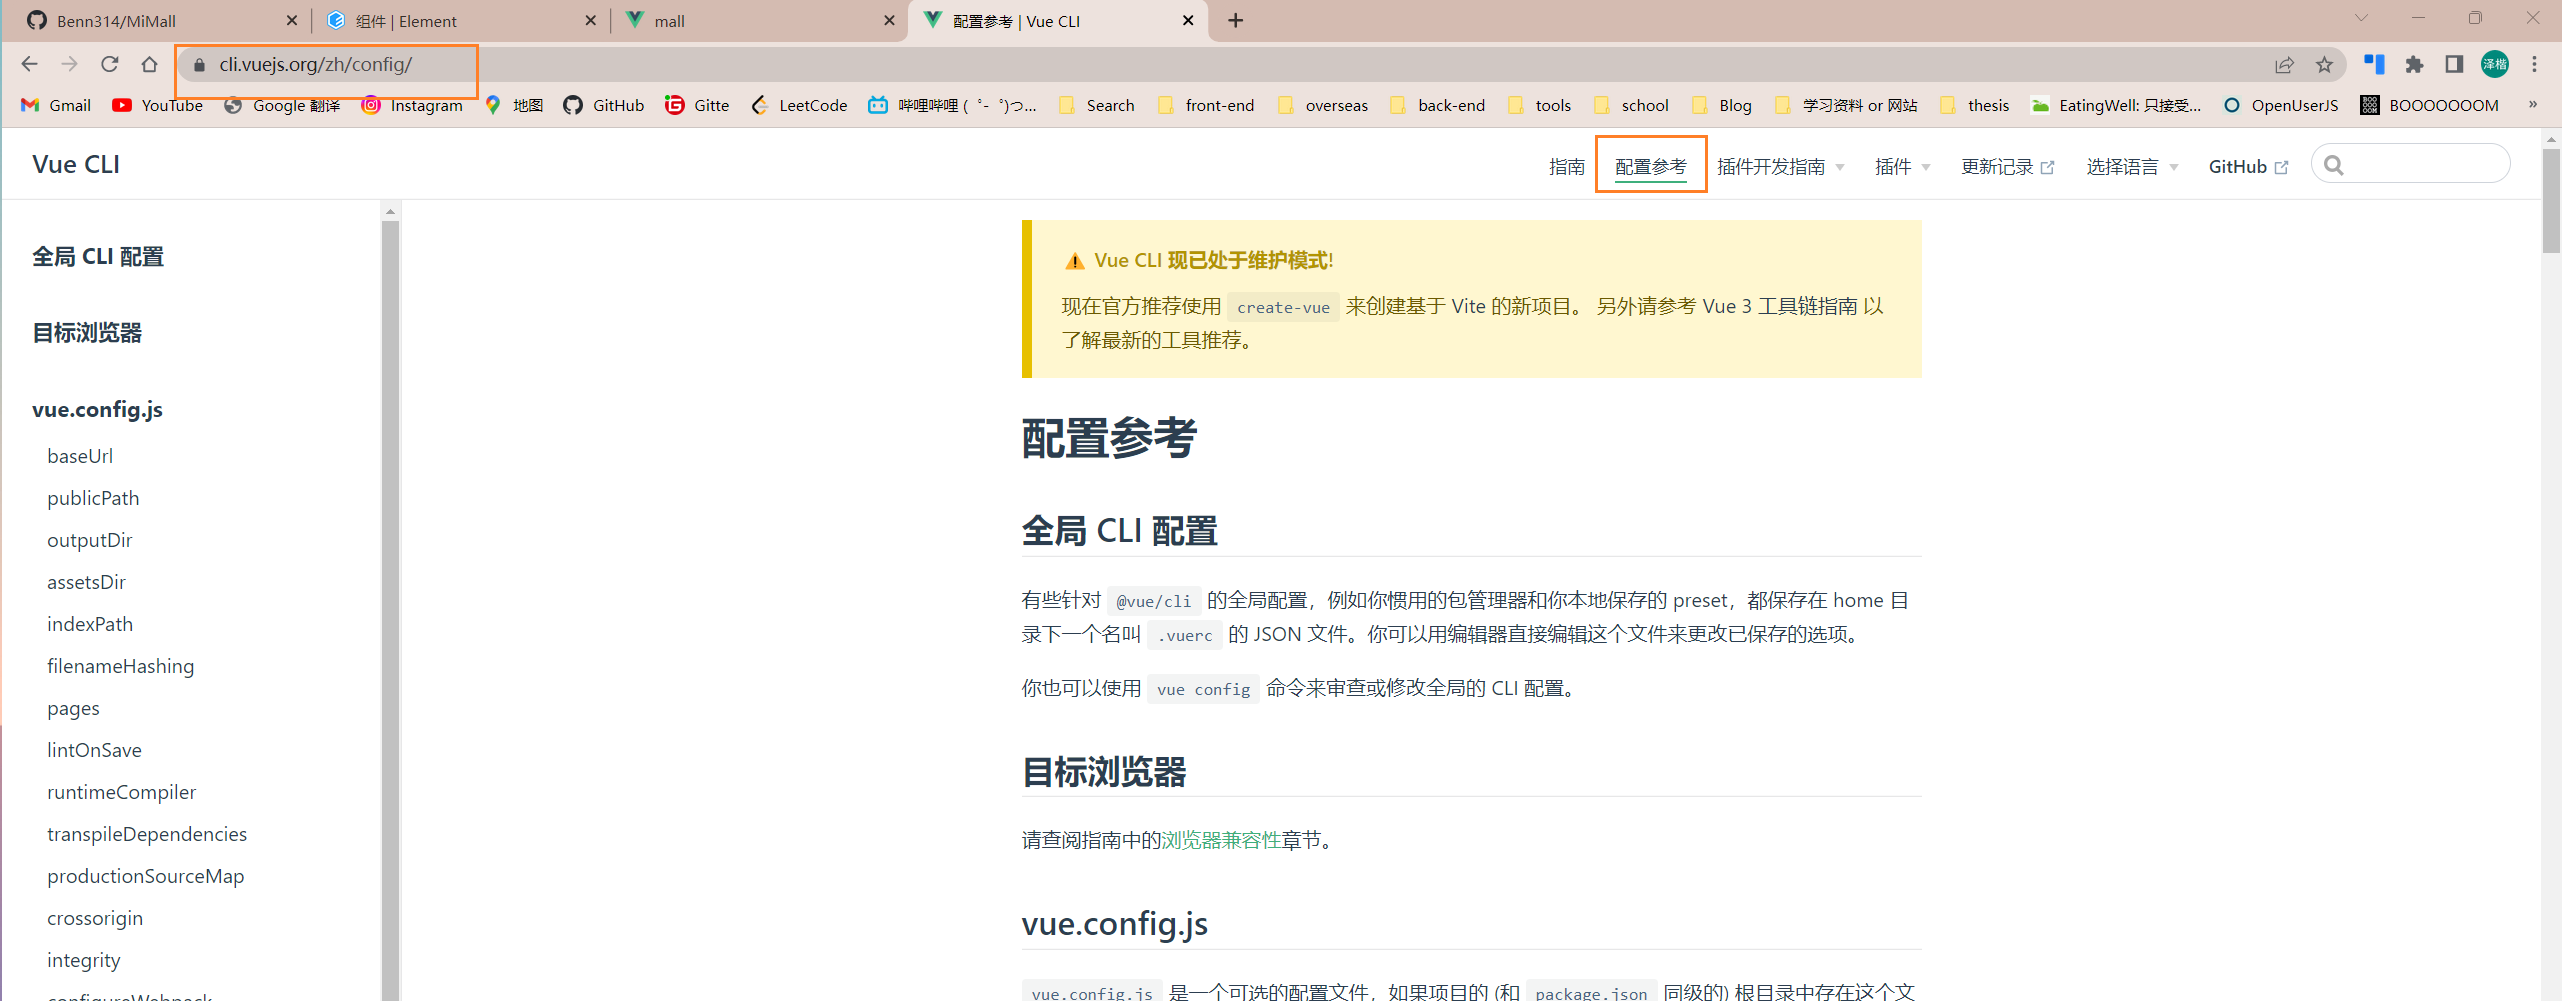 Benn314/MiMall
组件 | Element
mall
配置参考 | Vue CLI
cli.vuejs.org/zh/config/
泽楷
Gmail
YouTube
Google 翻译
Instagram
地图
GitHub
Gitte
LeetCode
哔哩哔哩 ( ゜- ゜)つ...
Search
front-end
overseas
back-end
tools
school
Blog
学习资料 or 网站
thesis
EatingWell: 只接受...
OpenUserJS
BOOOOOOOM
»
Vue CLI
指南
配置参考
插件开发指南
插件
更新记录
选择语言
GitHub
全局 CLI 配置
目标浏览器
vue.config.js
baseUrl
publicPath
outputDir
assetsDir
indexPath
filenameHashing
pages
lintOnSave
runtimeCompiler
transpileDependencies
productionSourceMap
crossorigin
integrity
configureWebpack
Vue CLI 现已处于维护模式!
现在官方推荐使用 create-vue 来创建基于 Vite 的新项目。 另外请参考 Vue 3 工具链指南 以
了解最新的工具推荐。
配置参考
全局 CLI 配置
有些针对 @vue/cli 的全局配置，例如你惯用的包管理器和你本地保存的 preset，都保存在 home 目
录下一个名叫 .vuerc 的 JSON 文件。你可以用编辑器直接编辑这个文件来更改已保存的选项。
你也可以使用 vue config 命令来审查或修改全局的 CLI 配置。
目标浏览器
请查阅指南中的浏览器兼容性章节。
vue.config.js
vue.config.js 是一个可选的配置文件，如果项目的 (和 package.json 同级的) 根目录中存在这个文